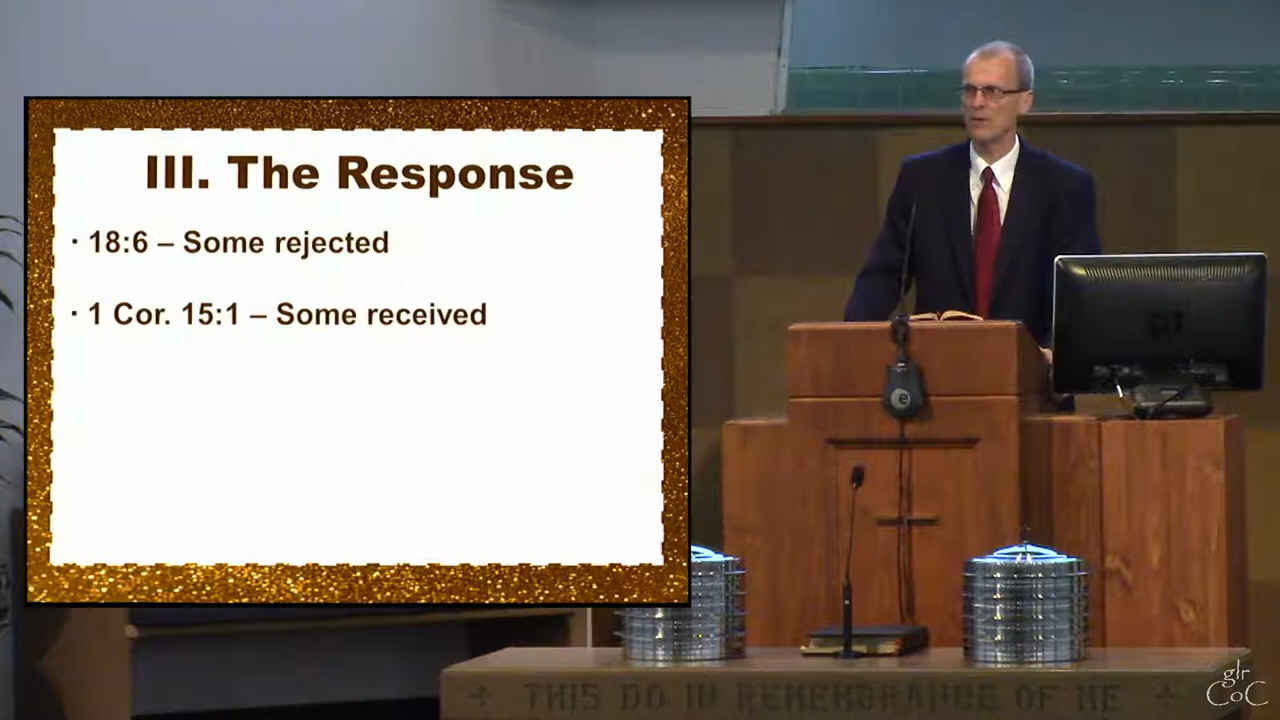 III. The Response
· 18:6 – Some rejected
· 1 Cor. 15:1 – Some received
e
THIS DO IN REMEMBRANCE OF ME
glr
CoC